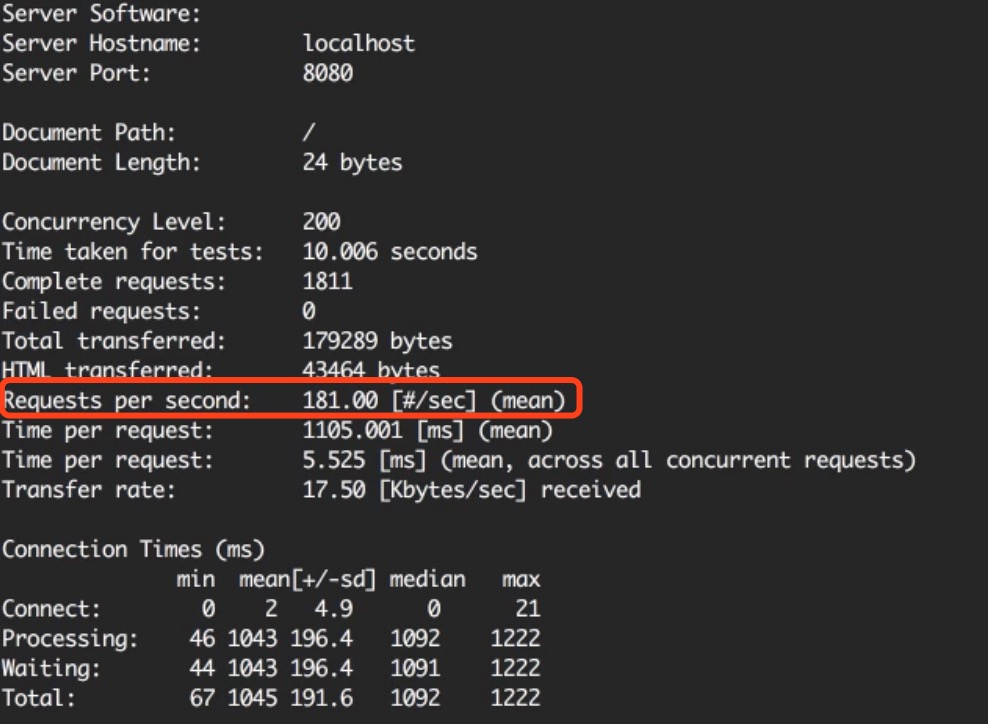 Server Software:
Server Hostname: localhost
Server Port: 8080
Document Path: /
Document Length: 24 bytes
Concurrency Level: 200
Time taken for tests: 10.006 seconds
Complete requests: 1811
Failed requests: 0
Total transferred: 179289 bytes
HTML transferred: 43464 bytes
Requests per second: 181.00 [#/sec] (mean)
Time per request: 1105.001 [ms] (mean)
Time per request: 5.525 [ms] (mean, across all concurrent requests)
Transfer rate: 17.50 [Kbytes/sec] received
Connection Times (ms)
min mean[+/-sd] median max
Connect: 0 2 4.9 0 21
Processing: 46 1043 196.4 1092 1222
Waiting: 44 1043 196.4 1091 1222
Total: 67 1045 191.6 1092 1222